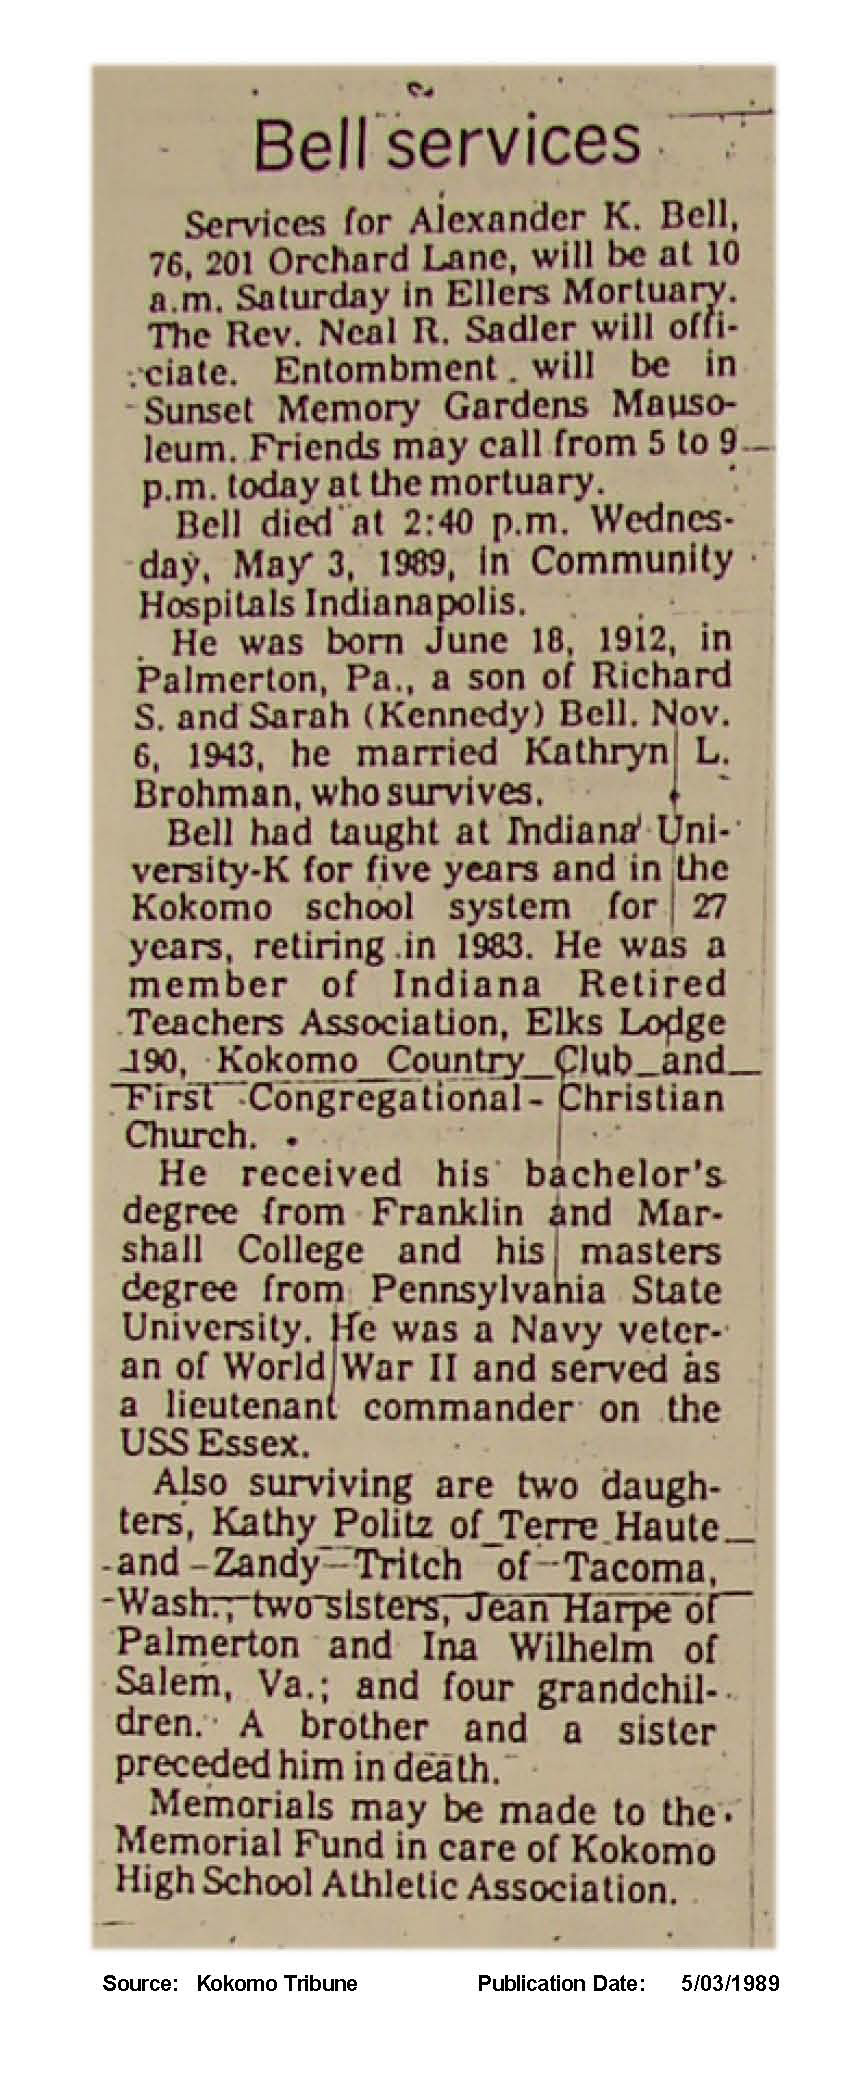 Bell services
Services for Alexander K. Bell,
76, 201 Orchard Lane, will be at 10
a.m. Saturday in Ellers Mortuary.
The Rev. Neal R. Sadler will offi-
ciate. Entombment will be in
Sunset Memory Gardens Mauso-
leum. Friends may call from 5 to 9
p.m. today at the mortuary.
Bell died at 2:40 p.m. Wednes-
day, May 3, 1989, in Community
Hospitals Indianapolis.
He was born June 18, 1912, in
Palmerton, Pa., a son of Richard
S. and Sarah (Kennedy) Bell. Nov.
6, 1943, he married Kathryn L.
Brohman, who survives.
Bell had taught at Indiana Uni-
versity-K for five years and in the
Kokomo school system for 27
years, retiring in 1983. He was a
member of Indiana Retired
Teachers Association, Elks Lodge
190, Kokomo Country Club and
First Congregational - Christian
Church.
He received his bachelor's
degree from Franklin and Mar-
shall College and his masters
degree from Pennsylvania State
University. He was a Navy veter-
an of World War II and served as
a lieutenant commander on the
USS Essex.
Also surviving are two daugh-
ters, Kathy Politz of Terre Haute
and Zandy Tritch of Tacoma,
Wash.; two sisters, Jean Harpe of
Palmerton and Ina Wilhelm of
Salem, Va.; and four grandchil-
dren. A brother and a sister
preceded him in death.
Memorials may be made to the
Memorial Fund in care of Kokomo
High School Athletic Association.
Source: Kokomo Tribune Publication Date: 5/03/1989